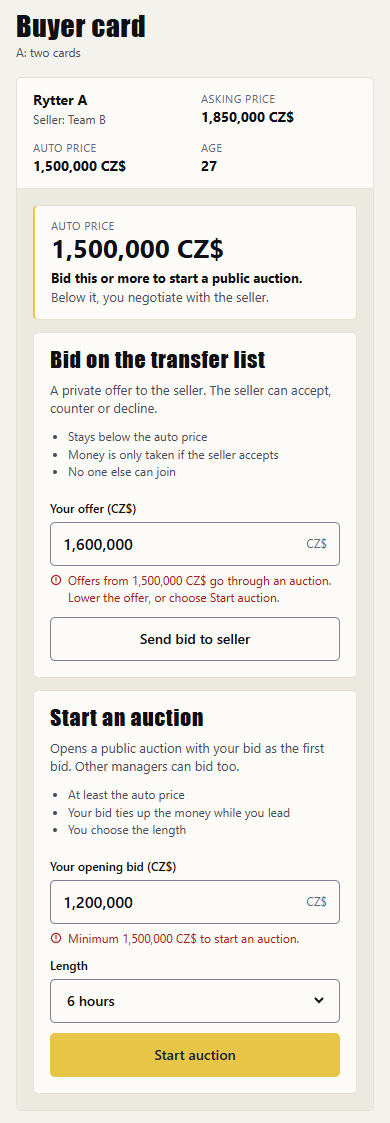 Buyer card
A: two cards
Rytter A
Seller: Team B
ASKING PRICE
1,850,000 CZ$
AUTO PRICE
1,500,000 CZ$
AGE
27
AUTO PRICE
1,500,000 CZ$
Bid this or more to start a public auction.
Below it, you negotiate with the seller.
Bid on the transfer list
A private offer to the seller. The seller can accept,
counter or decline.
• Stays below the auto price
• Money is only taken if the seller accepts
• No one else can join
Your offer (CZ$)
1,600,000 CZ$
Offers from 1,500,000 CZ$ go through an auction.
Lower the offer, or choose Start auction.
Send bid to seller
Start an auction
Opens a public auction with your bid as the first
bid. Other managers can bid too.
• At least the auto price
• Your bid ties up the money while you lead
• You choose the length
Your opening bid (CZ$)
1,200,000 CZ$
Minimum 1,500,000 CZ$ to start an auction.
Length
6 hours
Start auction